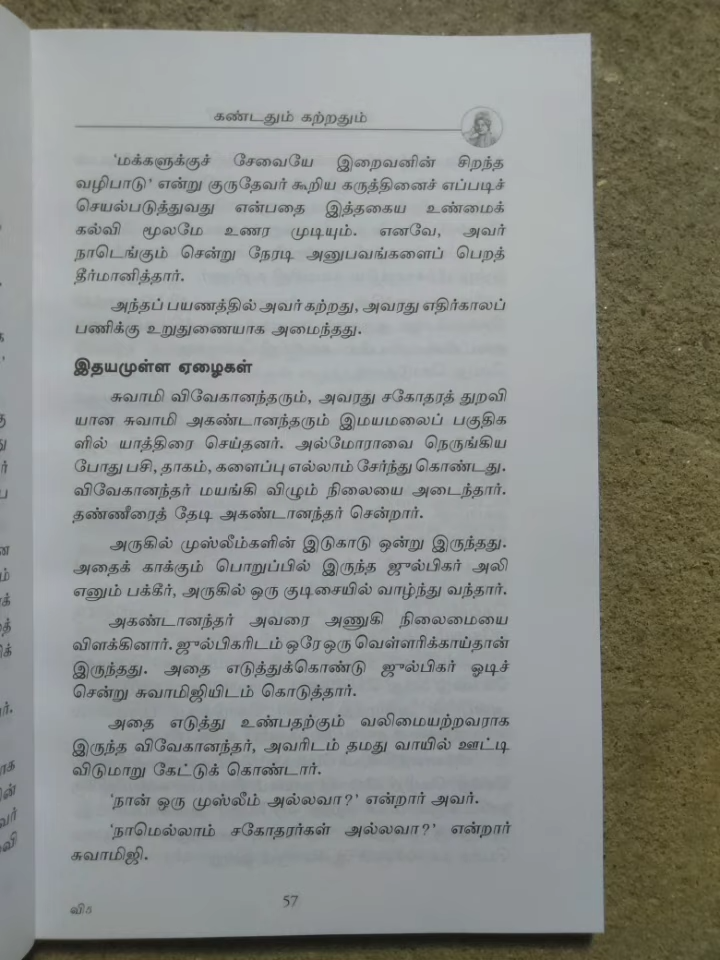 கண்டதும் கற்றதும்
'மக்களுக்குச் சேவையே இறைவனின் சிறந்த
வழிபாடு' என்று குருதேவர் கூறிய கருத்தினைச் எப்படிச்
செயல்படுத்துவது என்பதை இத்தகைய உண்மைக்
கல்வி மூலமே உணர முடியும். எனவே, அவர்
நாடெங்கும் சென்று நேரடி அனுபவங்களைப் பெறத்
தீர்மானித்தார்.
அந்தப் பயணத்தில் அவர் கற்றது, அவரது எதிர்காலப்
பணிக்கு உறுதுணையாக அமைந்தது.
இதயமுள்ள ஏழைகள்
சுவாமி விவேகானந்தரும், அவரது சகோதரத் துறவி
யான சுவாமி அகண்டானந்தரும் இமயமலைப் பகுதிக
ளில் யாத்திரை செய்தனர். அல்மோராவை நெருங்கிய
போது பசி, தாகம், களைப்பு எல்லாம் சேர்ந்து கொண்டது.
விவேகானந்தர் மயங்கி விழும் நிலையை அடைந்தார்.
தண்ணீரைத் தேடி அகண்டானந்தர் சென்றார்.
அருகில் முஸ்லீம்களின் இடுகாடு ஒன்று இருந்தது.
அதைக் காக்கும் பொறுப்பில் இருந்த ஜுல்பிகர் அலி
எனும் பக்கீர், அருகில் ஒரு குடிசையில் வாழ்ந்து வந்தார்.
அகண்டானந்தர் அவரை அணுகி நிலைமையை
விளக்கினார். ஜுல்பிகரிடம் ஒரே ஒரு வெள்ளரிக்காய்தான்
இருந்தது. அதை எடுத்துக்கொண்டு ஜுல்பிகர் ஓடிச்
சென்று சுவாமிஜியிடம் கொடுத்தார்.
அதை எடுத்து உண்பதற்கும் வலிமையற்றவராக
இருந்த விவேகானந்தர், அவரிடம் தமது வாயில் ஊட்டி
விடுமாறு கேட்டுக் கொண்டார்.
'நான் ஒரு முஸ்லீம் அல்லவா?' என்றார் அவர்.
'நாமெல்லாம் சகோதரர்கள் அல்லவா?' என்றார்
சுவாமிஜி.
57